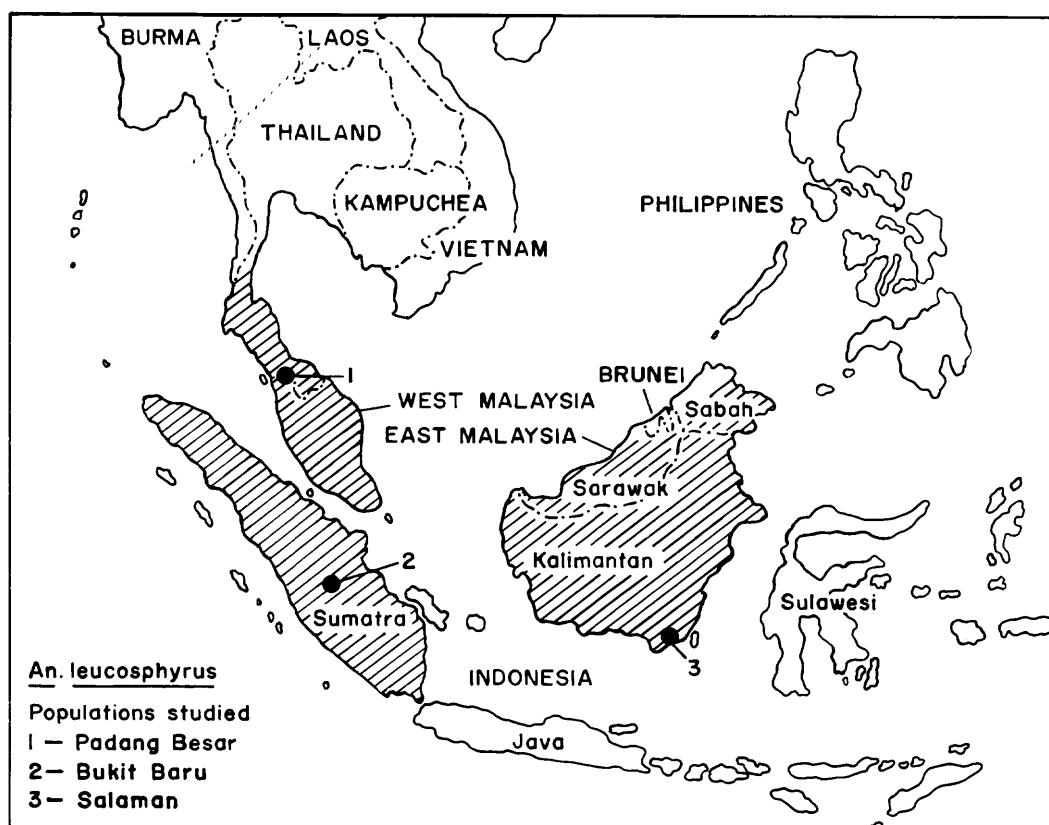 BURMA
LAOS
THAILAND
KAMPUCHEA
VIETNAM
PHILIPPINES
1
WEST MALAYSIA
EAST MALAYSIA
BRUNEI
Sabah
Sarawak
Kalimantan
2
Sumatra
3
Sulawesi
INDONESIA
Java
An. leucosphyrus
Populations studied
1 — Padang Besar
2 — Bukit Baru
3 — Salaman